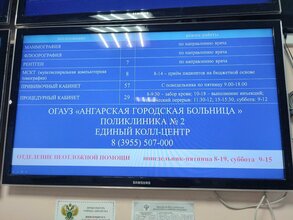 РЕЖИМ РАБОТЫ
МАММОГРАФИЯ по направлению врача
ФЛЮОРОГРАФИЯ по направлению врача
РЕНТГЕН 7 по направлению врача
МСКТ (мультиспиральная компьютерная томография) 8 8-14 – приём пациентов на бюджетной основе
ПРИВИВОЧНЫЙ КАБИНЕТ 57 с понедельника по пятницу 9.00-18.00
ПРОЦЕДУРНЫЙ КАБИНЕТ 29 8-9:30 - забор крови; 10-18 - выполнение инъекций;
перерыв: 11:30-12, 15-15:30, суббота: 9-12
ОГАУЗ «АНГАРСКАЯ ГОРОДСКАЯ БОЛЬНИЦА »
ПОЛИКЛИНИКА № 2
ЕДИНЫЙ КОЛЛ-ЦЕНТР
8 (3955) 507-000
ОТДЕЛЕНИЕ НЕОТЛОЖНОЙ ПОМОЩИ понедельник-пятница 8-19, суббота 9-15
SAMSUNG